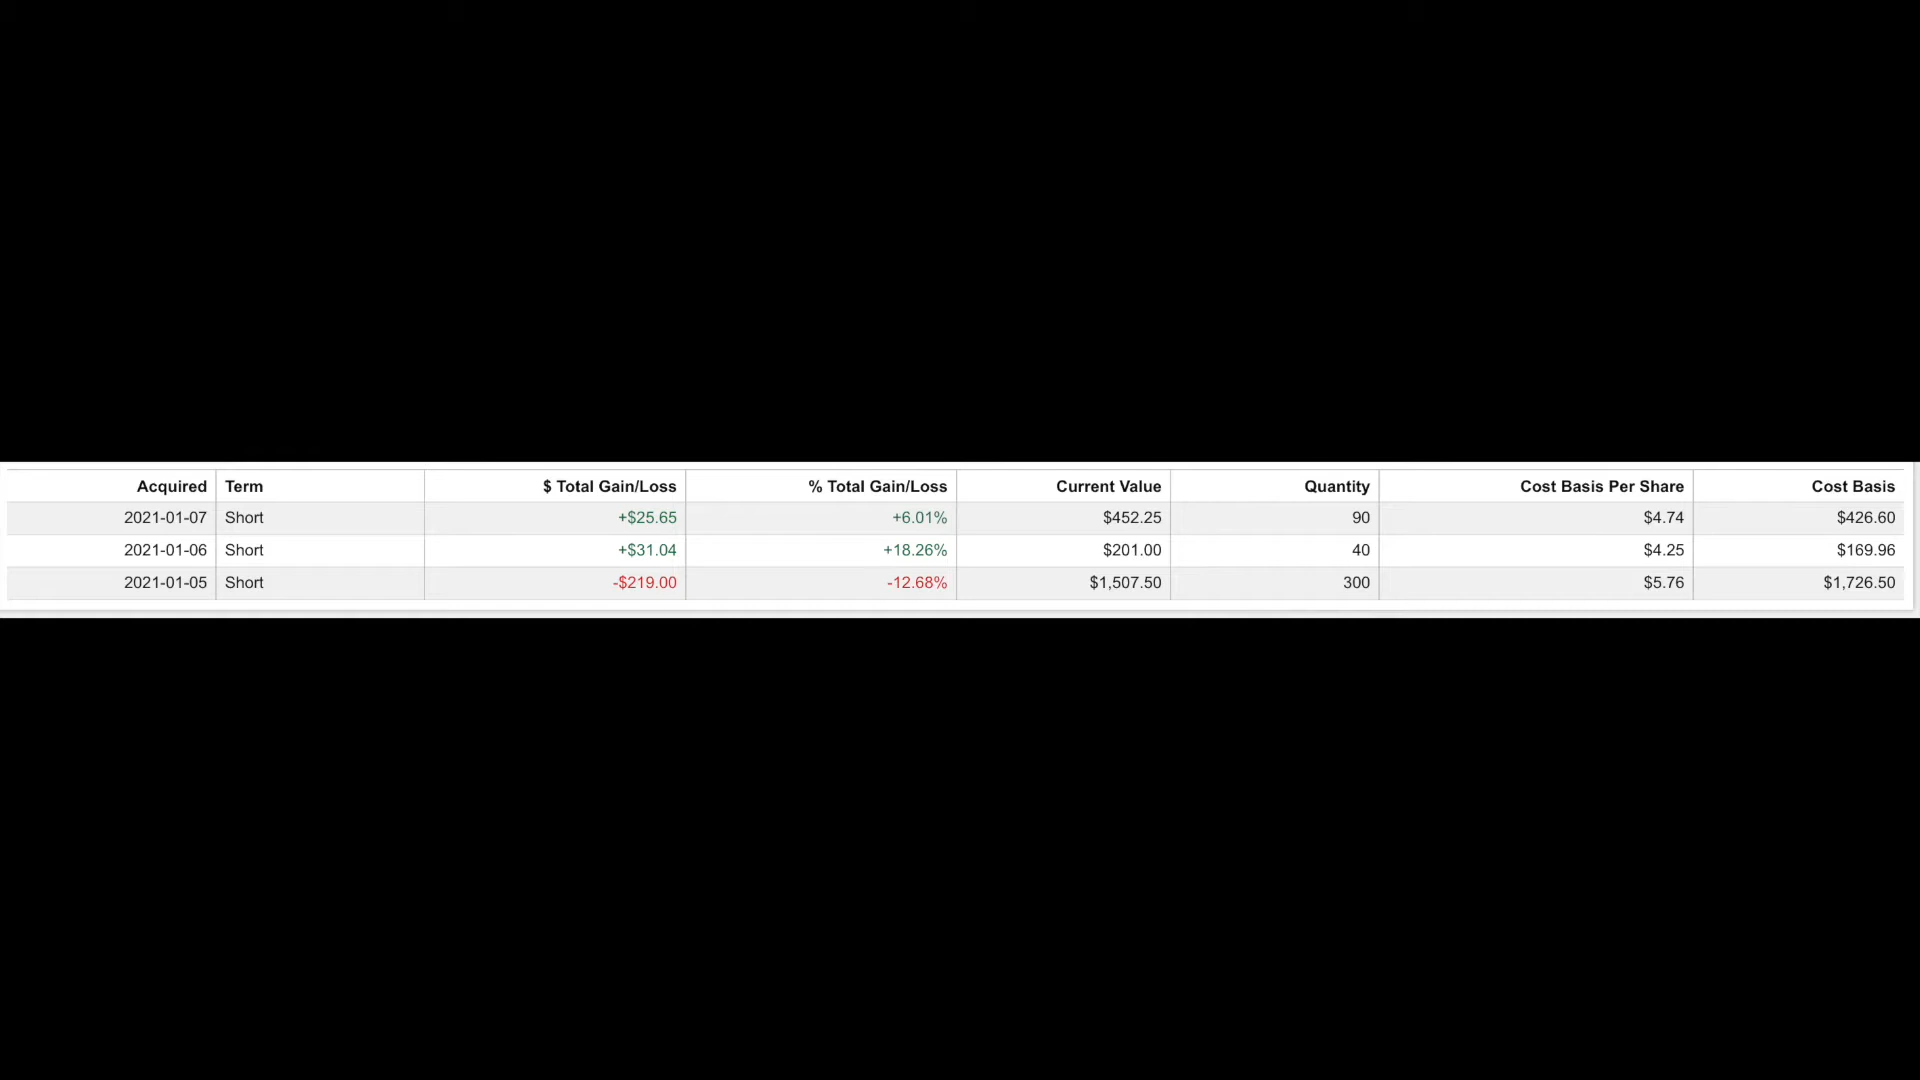 Acquired Term $ Total Gain/Loss % Total Gain/Loss Current Value Quantity Cost Basis Per Share Cost Basis
2021-01-07 Short +$25.65 +6.01% $452.25 90 $4.74 $426.60
2021-01-06 Short +$31.04 +18.26% $201.00 40 $4.25 $169.96
2021-01-05 Short -$219.00 -12.68% $1,507.50 300 $5.76 $1,726.50